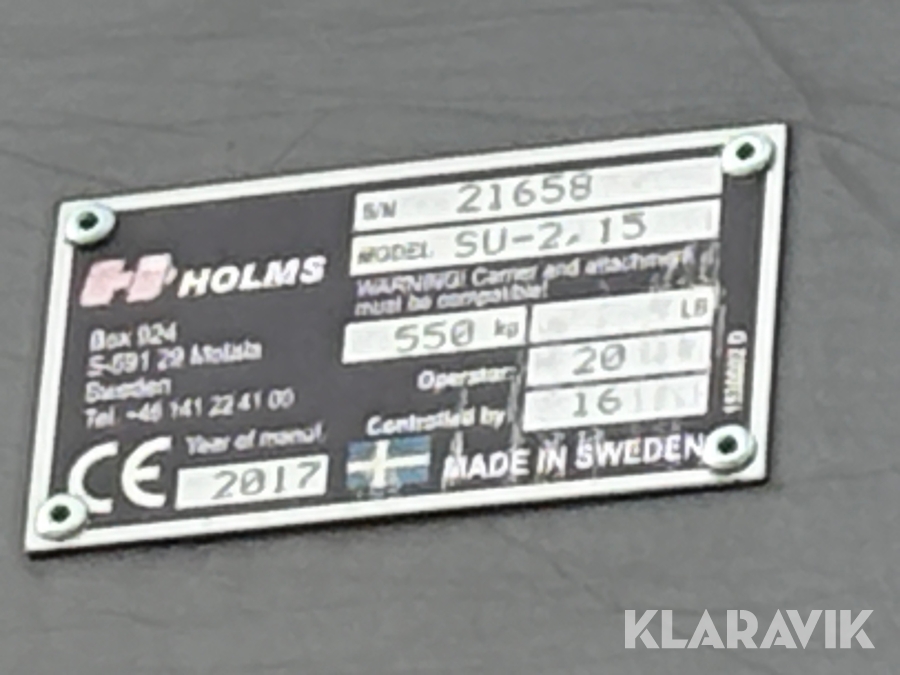 HOLMS
Box 924
S-591 29 Motala
Sweden
Tel. +46 141 22 41 00
CE
Year of manuf.
2017
S/N 21658
MODEL SU-2,15
WARNING! Carrier and attachment
must be compatible!
550 kg
LB
Operator: 20
Controlled by 16
MADE IN SWEDEN
KLARAVIK